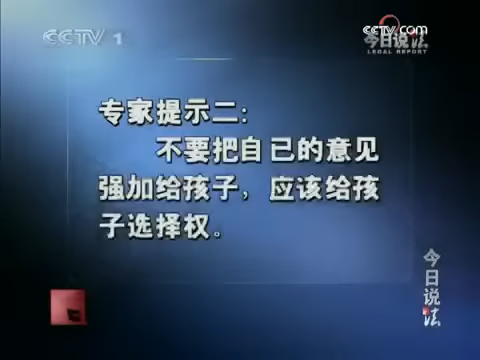 CCTV 1
cctv.com
今日说法
LEGAL REPORT
专家提示二：
不要把自己的意见
强加给孩子，应该给孩
子选择权。
今日说法